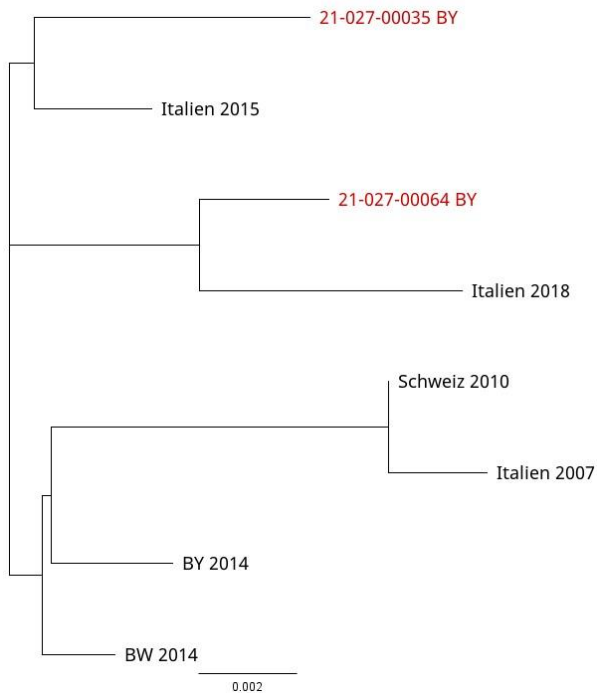 21-027-00035 BY
Italien 2015
21-027-00064 BY
Italien 2018
Schweiz 2010
Italien 2007
BY 2014
BW 2014
0.002